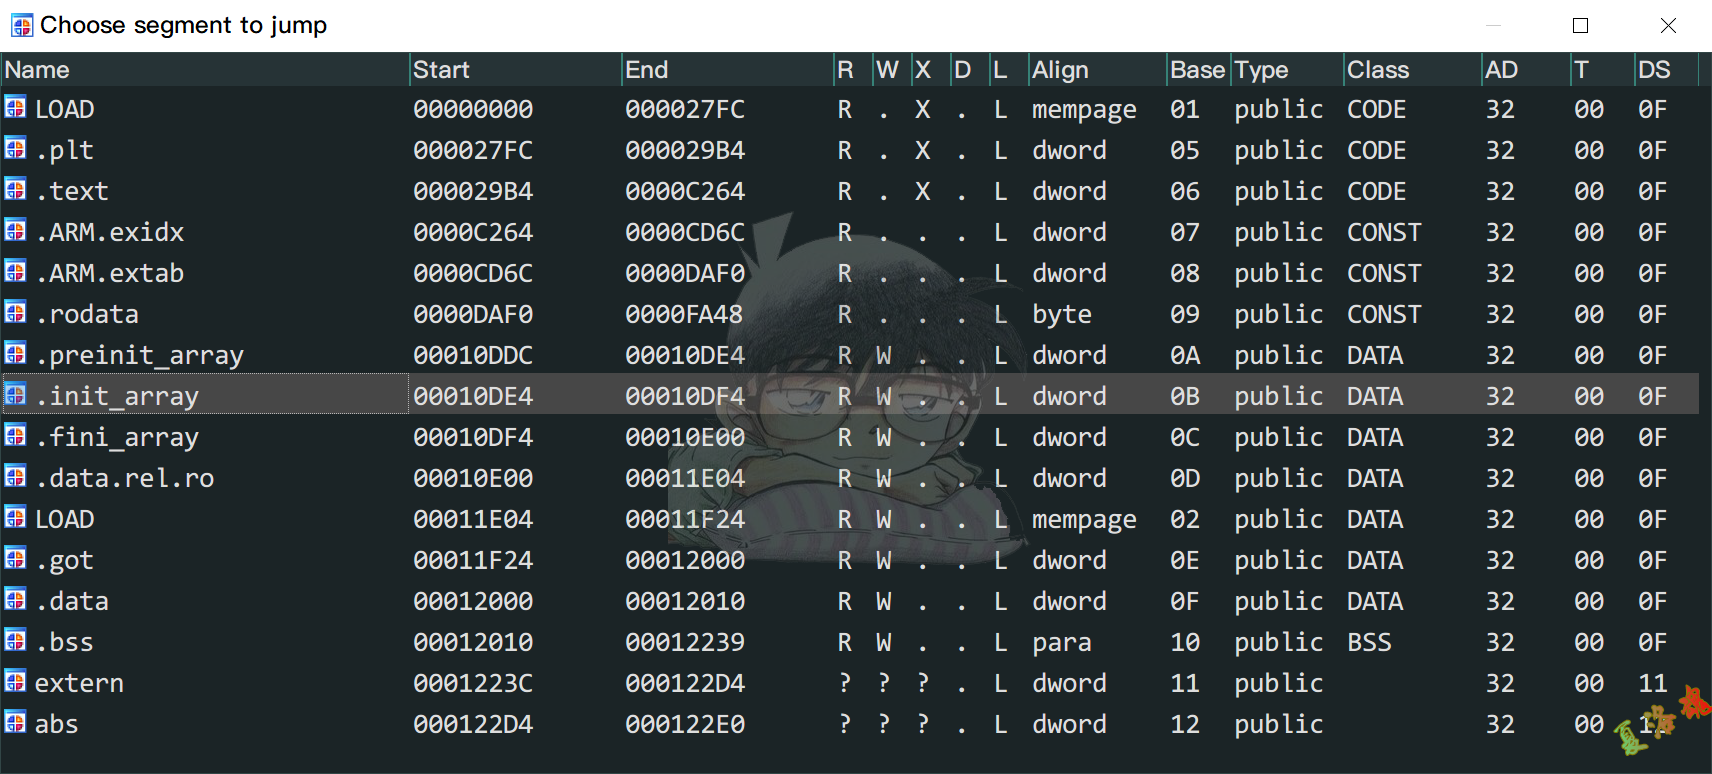 Choose segment to jump
Name Start End R W X D L Align Base Type Class AD T DS
LOAD 00000000 000027FC R . X . L mempage 01 public CODE 32 00 0F
.plt 000027FC 000029B4 R . X . L dword 05 public CODE 32 00 0F
.text 000029B4 0000C264 R . X . L dword 06 public CODE 32 00 0F
.ARM.exidx 0000C264 0000CD6C R . . . L dword 07 public CONST 32 00 0F
.ARM.extab 0000CD6C 0000DAF0 R . . . L dword 08 public CONST 32 00 0F
.rodata 0000DAF0 0000FA48 R . . . L byte 09 public CONST 32 00 0F
.preinit_array 00010DDC 00010DE4 R W . . L dword 0A public DATA 32 00 0F
.init_array 00010DE4 00010DF4 R W . . L dword 0B public DATA 32 00 0F
.fini_array 00010DF4 00010E00 R W . . L dword 0C public DATA 32 00 0F
.data.rel.ro 00010E00 00011E04 R W . . L dword 0D public DATA 32 00 0F
LOAD 00011E04 00011F24 R W . . L mempage 02 public DATA 32 00 0F
.got 00011F24 00012000 R W . . L dword 0E public DATA 32 00 0F
.data 00012000 00012010 R W . . L dword 0F public DATA 32 00 0F
.bss 00012010 00012239 R W . . L para 10 public BSS 32 00 0F
extern 0001223C 000122D4 ? ? ? . L dword 11 public 32 00 11
abs 000122D4 000122E0 ? ? ? . L dword 12 public 32 00